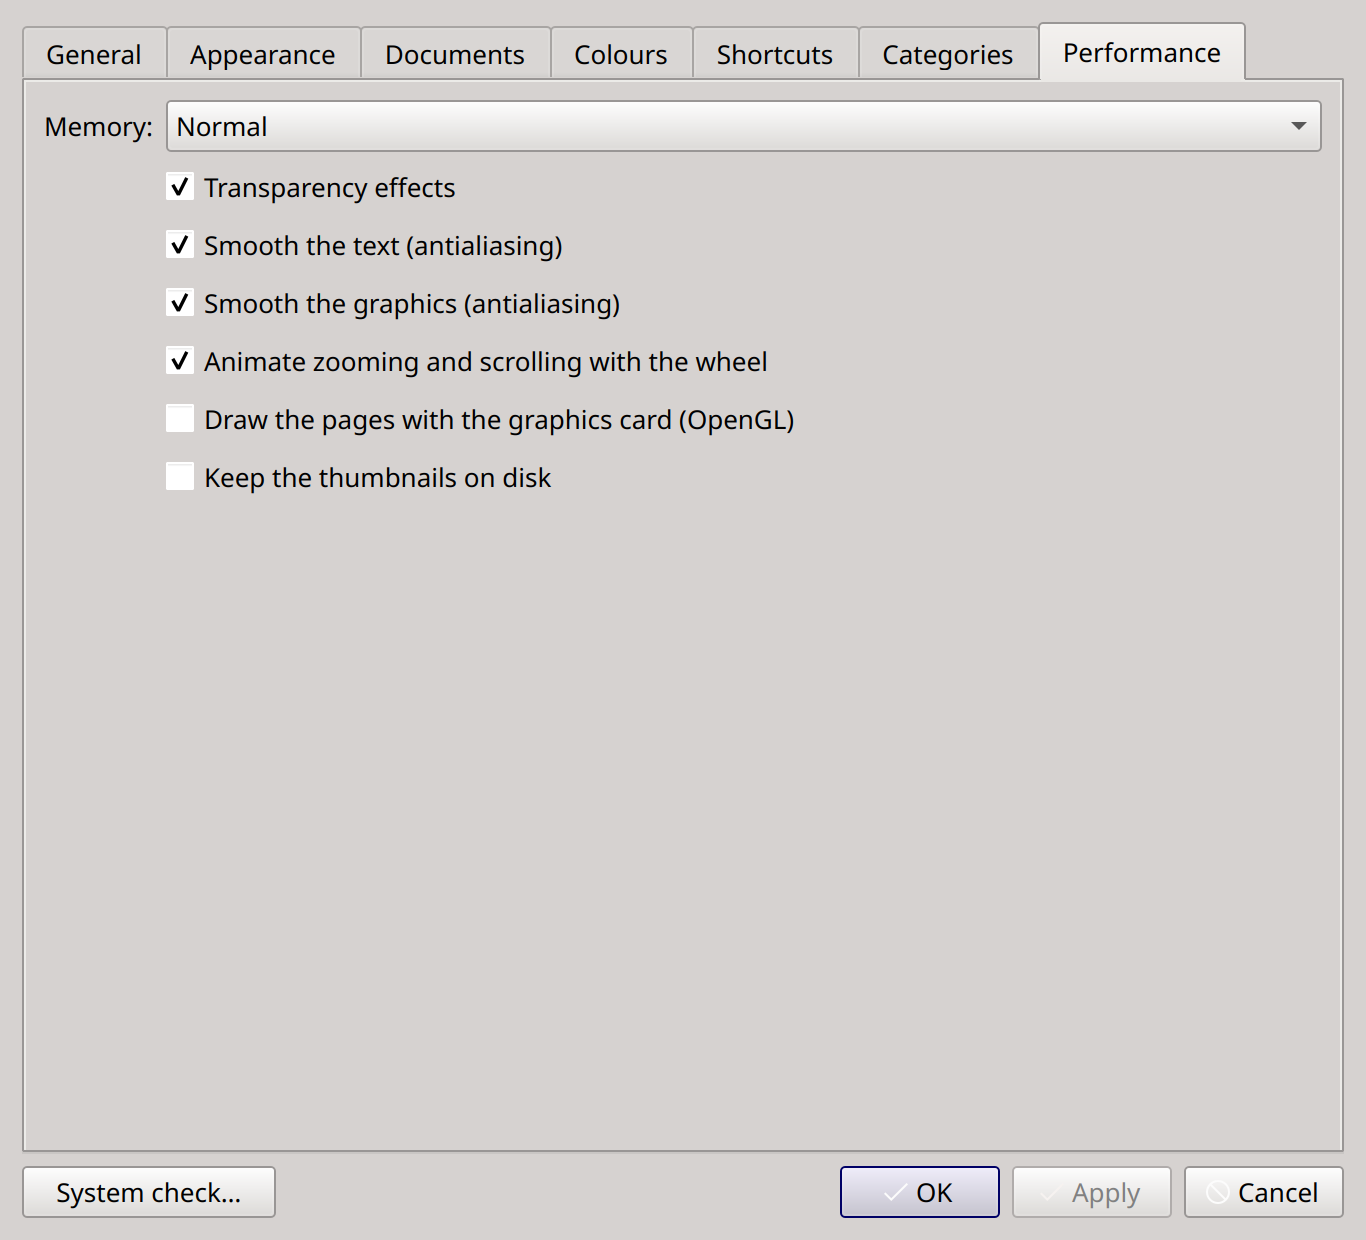 General Appearance Documents Colours Shortcuts Categories Performance
Memory: Normal
Transparency effects
Smooth the text (antialiasing)
Smooth the graphics (antialiasing)
Animate zooming and scrolling with the wheel
Draw the pages with the graphics card (OpenGL)
Keep the thumbnails on disk
System check... OK Apply Cancel